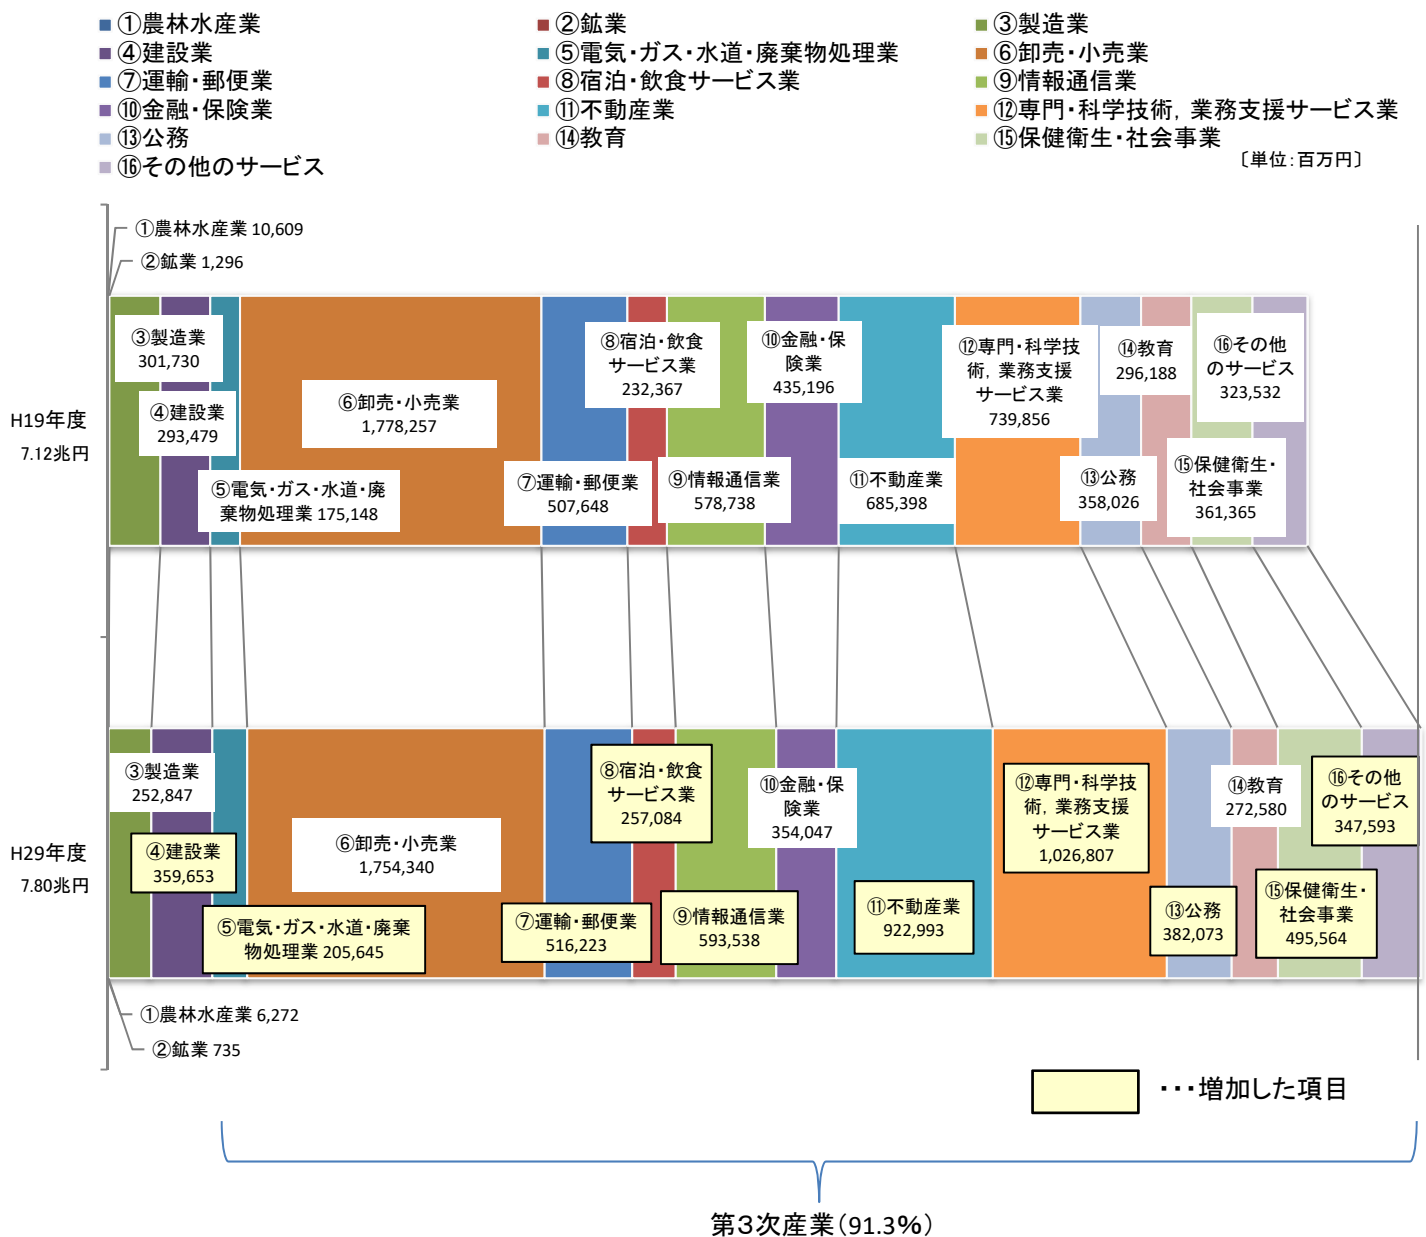 ①農林水産業
②鉱業
③製造業
④建設業
⑤電気・ガス・水道・廃棄物処理業
⑥卸売・小売業
⑦運輸・郵便業
⑧宿泊・飲食サービス業
⑨情報通信業
⑩金融・保険業
⑪不動産業
⑫専門・科学技術，業務支援サービス業
⑬公務
⑭教育
⑮保健衛生・社会事業
⑯その他のサービス
〔単位：百万円〕
①農林水産業 10,609
②鉱業 1,296
H19年度
7.12兆円
③製造業
301,730
④建設業
293,479
⑤電気・ガス・水道・廃
棄物処理業 175,148
⑥卸売・小売業
1,778,257
⑦運輸・郵便業
507,648
⑧宿泊・飲食
サービス業
232,367
⑨情報通信業
578,738
⑩金融・保
険業
435,196
⑪不動産業
685,398
⑫専門・科学技
術，業務支援
サービス業
739,856
⑬公務
358,026
⑭教育
296,188
⑮保健衛生・
社会事業
361,365
⑯その他
のサービス
323,532
H29年度
7.80兆円
③製造業
252,847
④建設業
359,653
⑤電気・ガス・水道・廃棄
物処理業 205,645
⑥卸売・小売業
1,754,340
⑦運輸・郵便業
516,223
⑧宿泊・飲食
サービス業
257,084
⑨情報通信業
593,538
⑩金融・保
険業
354,047
⑪不動産業
922,993
⑫専門・科学技
術，業務支援
サービス業
1,026,807
⑬公務
382,073
⑭教育
272,580
⑮保健衛生・
社会事業
495,564
⑯その他
のサービス
347,593
①農林水産業 6,272
②鉱業 735
・・・増加した項目
第３次産業（91.3％）